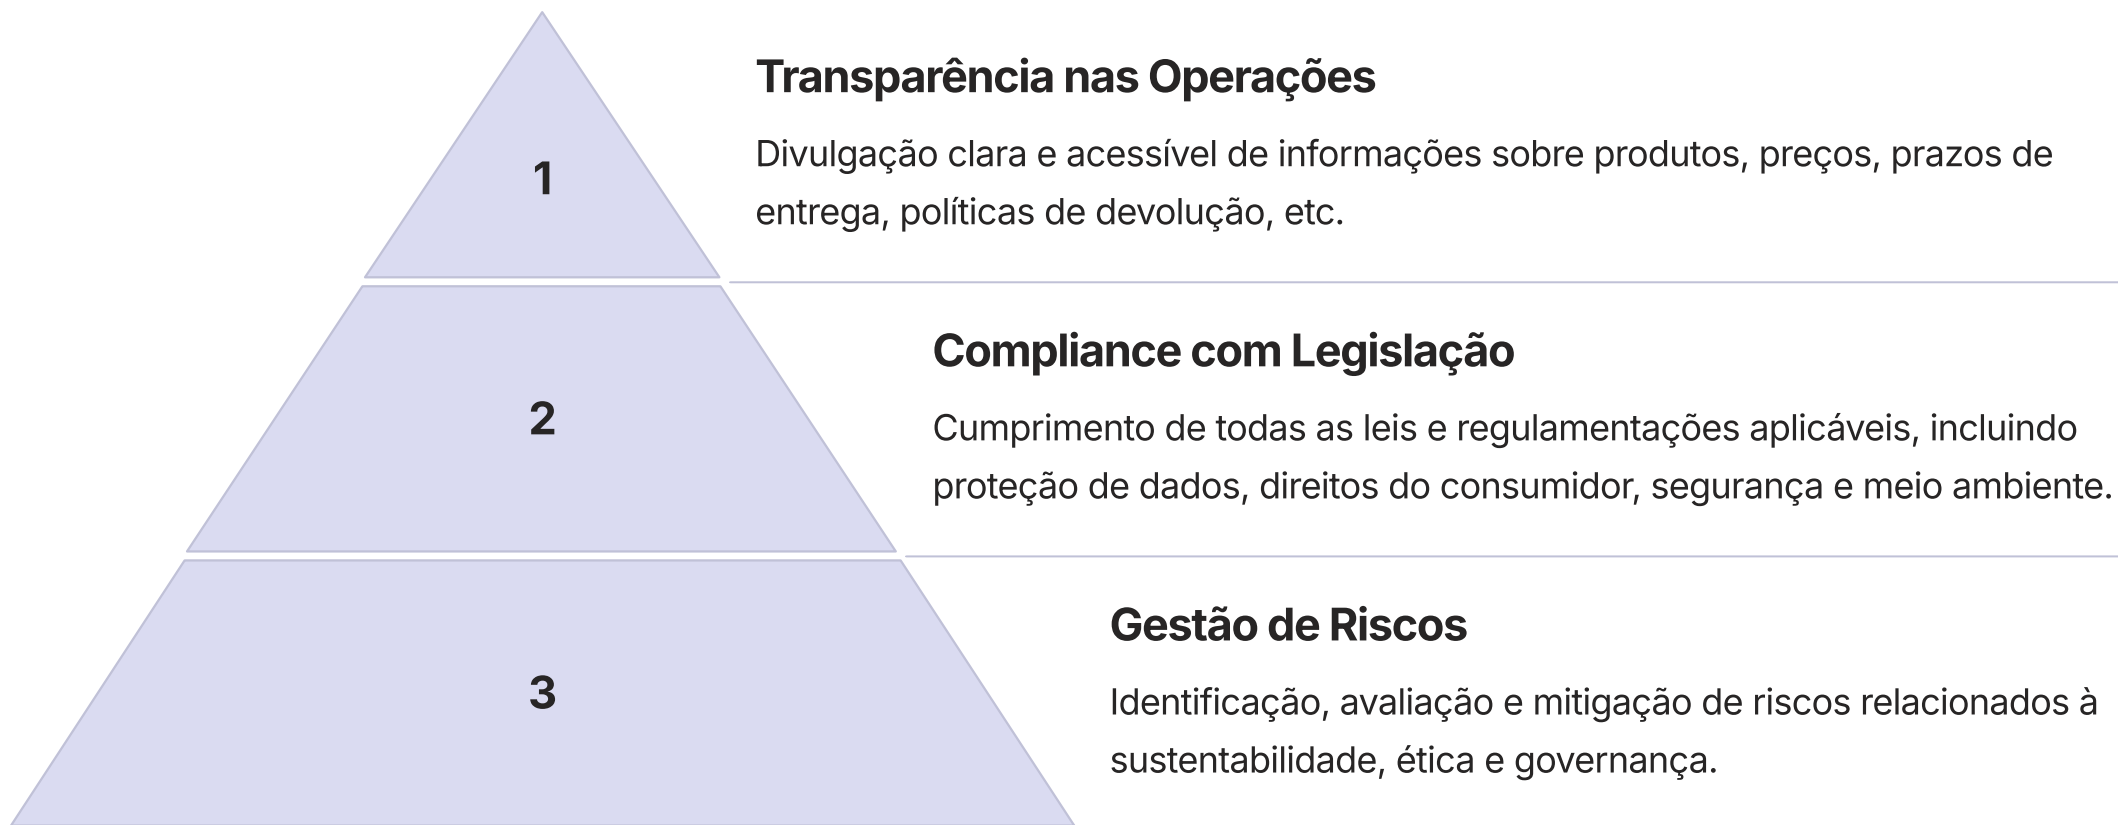 1
Transparência nas Operações
Divulgação clara e acessível de informações sobre produtos, preços, prazos de
entrega, políticas de devolução, etc.
2
Compliance com Legislação
Cumprimento de todas as leis e regulamentações aplicáveis, incluindo
proteção de dados, direitos do consumidor, segurança e meio ambiente.
3
Gestão de Riscos
Identificação, avaliação e mitigação de riscos relacionados à
sustentabilidade, ética e governança.